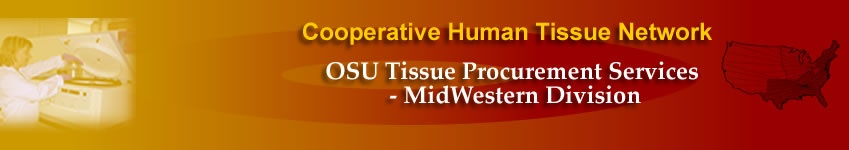 Cooperative Human Tissue Network
OSU Tissue Procurement Services
- MidWestern Division